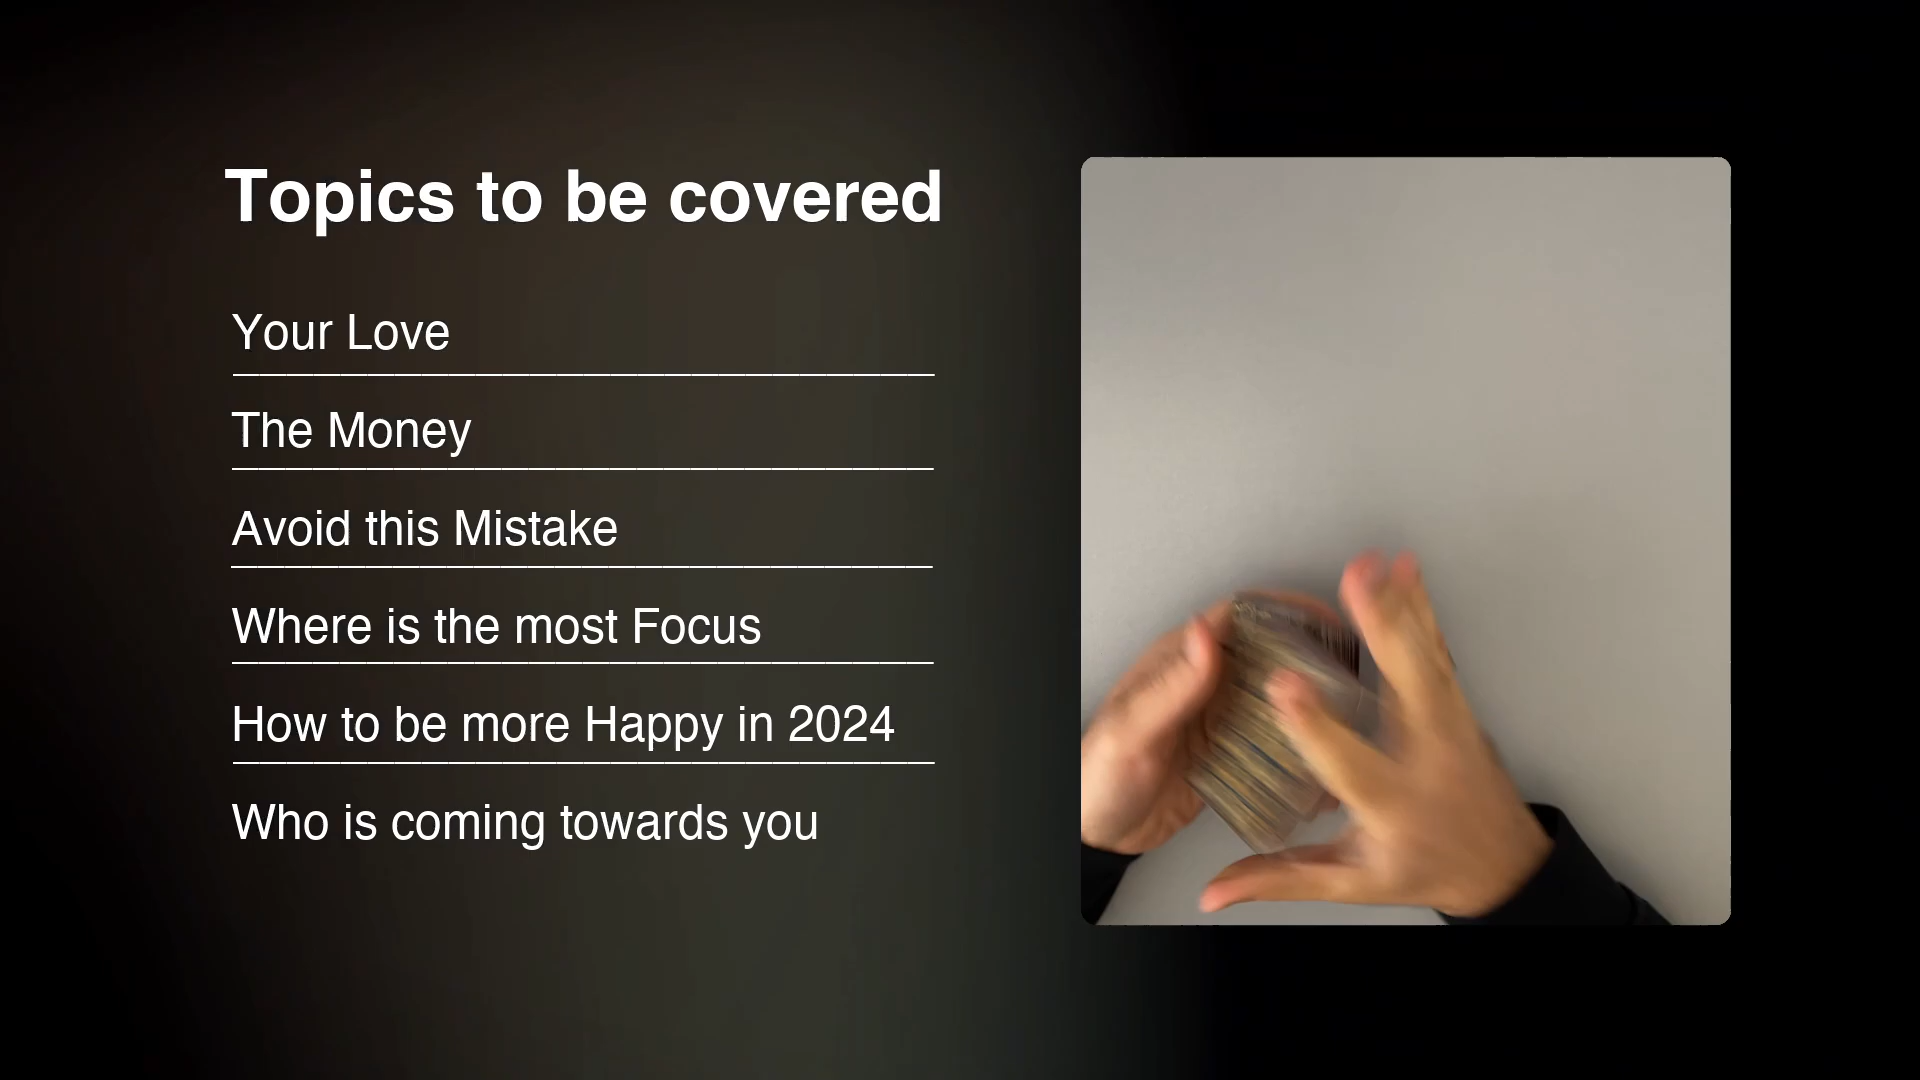 Topics to be covered
Your Love
The Money
Avoid this Mistake
Where is the most Focus
How to be more Happy in 2024
Who is coming towards you